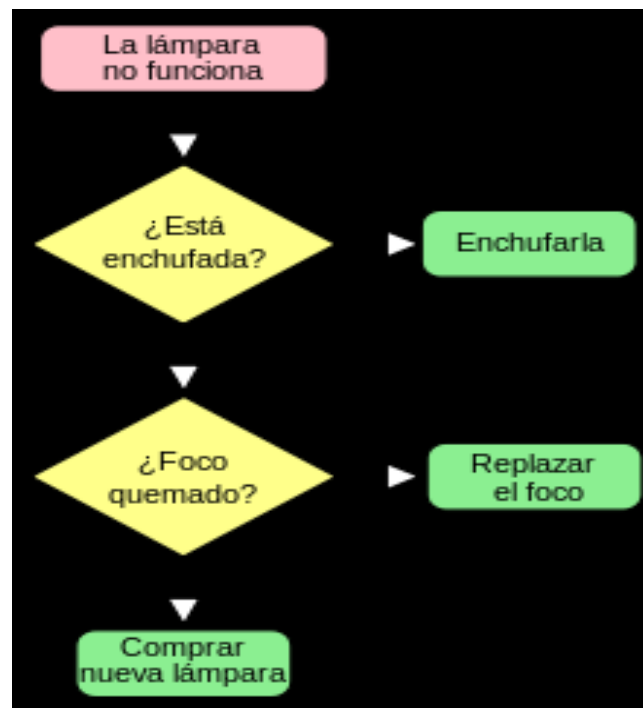 La lámpara
no funciona
¿Está
enchufada?
Enchufarla
¿Foco
quemado?
Replazar
el foco
Comprar
nueva lámpara